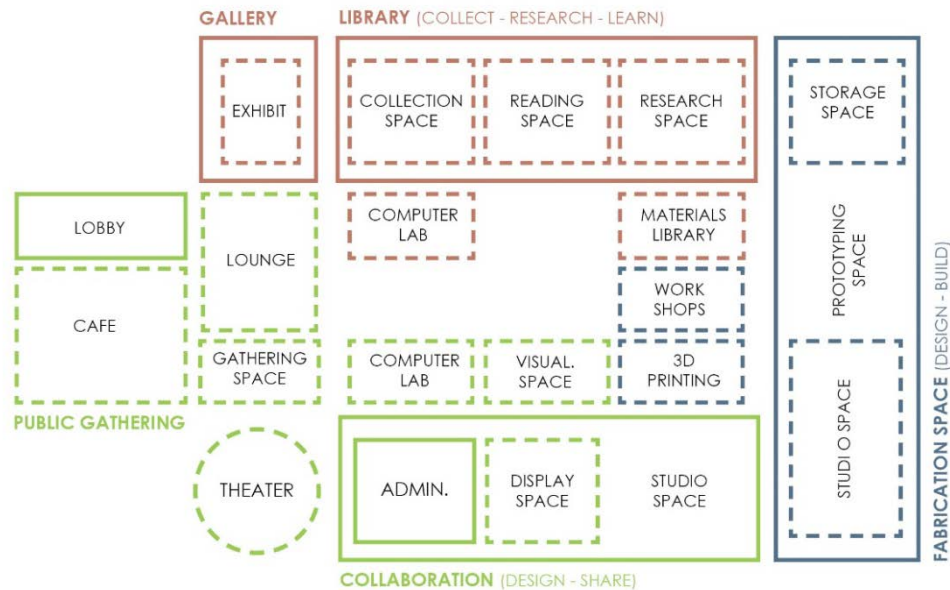 GALLERY
LIBRARY (COLLECT - RESEARCH - LEARN)
EXHIBIT
COLLECTION
SPACE
READING
SPACE
RESEARCH
SPACE
STORAGE
SPACE
LOBBY
LOUNGE
COMPUTER
LAB
MATERIALS
LIBRARY
PROTOTYPING
SPACE
CAFE
WORK
SHOPS
GATHERING
SPACE
COMPUTER
LAB
VISUAL.
SPACE
3D
PRINTING
STUDI O SPACE
PUBLIC GATHERING
THEATER
ADMIN.
DISPLAY
SPACE
STUDIO
SPACE
COLLABORATION (DESIGN - SHARE)
FABRICATION SPACE (DESIGN - BUILD)